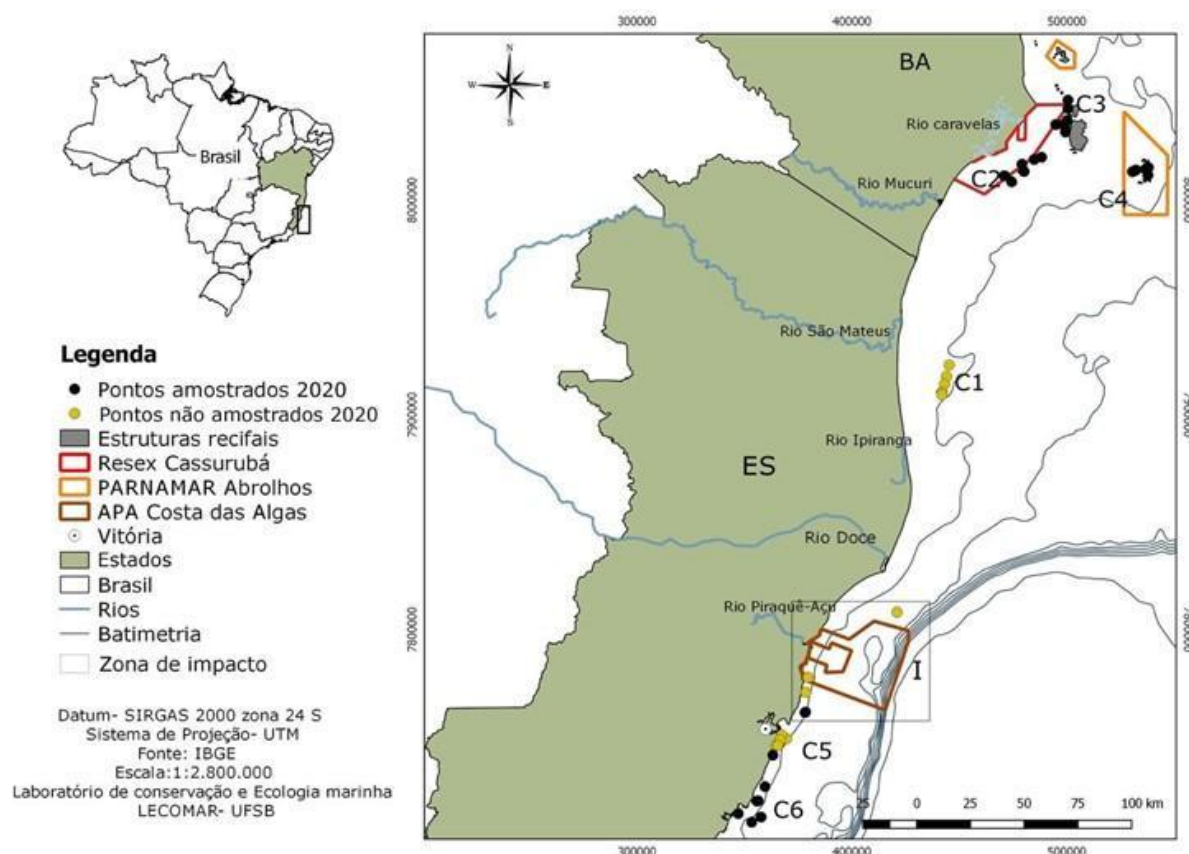 300000
400000
500000
N
W
E
S
BA
C3
Rio caravelas
Brasil
Rio Mucuri
C2
C4
8000000
8000000
Rio São Mateus
Legenda
Pontos amostrados 2020
Pontos não amostrados 2020
Estruturas recifais
Resex Cassurubá
PARNAMAR Abrolhos
APA Costa das Algas
Vitória
Estados
Brasil
Rios
Batimetria
Zona de impacto
C1
7900000
7900000
Rio Ipiranga
ES
Rio Doce
Rio Piraquê-Açu
7800000
7800000
I
Datum- SIRGAS 2000 zona 24 S
Sistema de Projeção- UTM
Fonte: IBGE
Escala:1:2.800.000
Laboratório de conservação e Ecologia marinha
LECOMAR- UFSB
C5
C6
25 0 25 50 75 100 km
300000
400000
500000